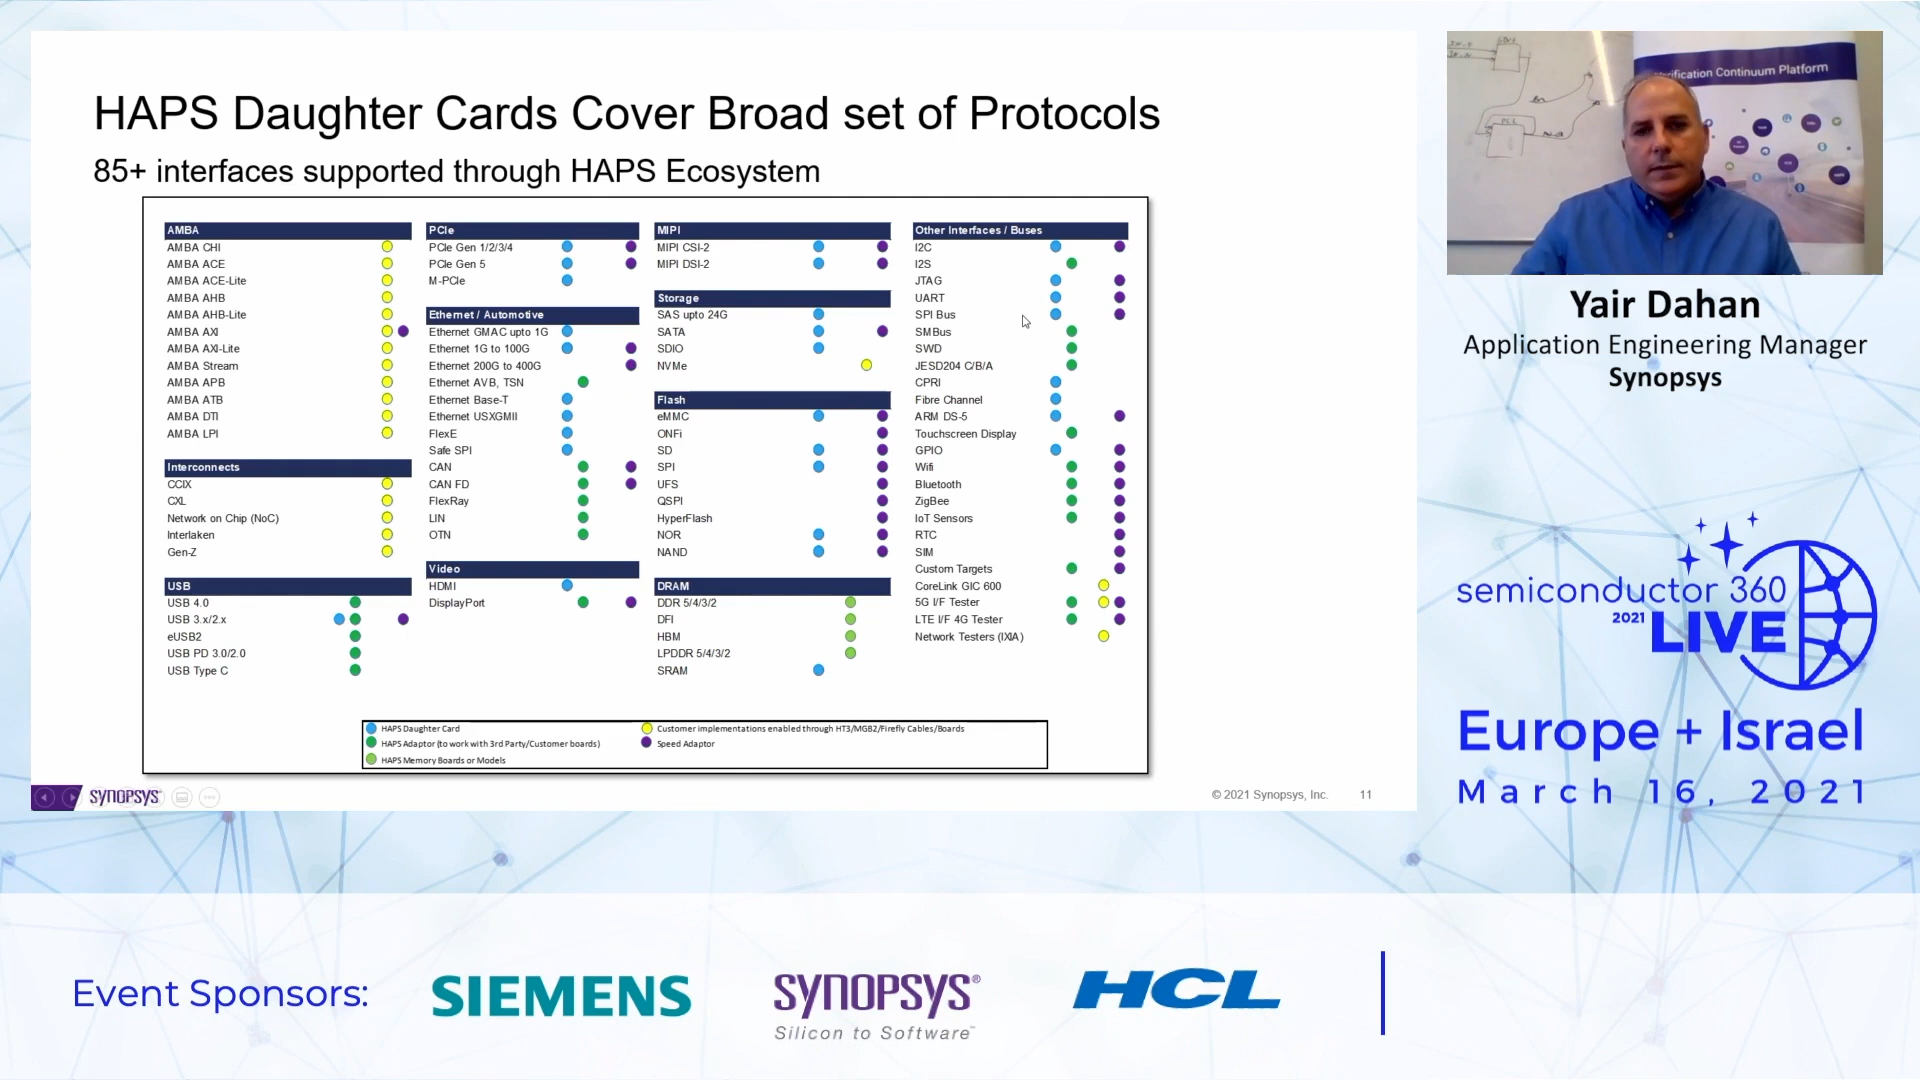 HAPS Daughter Cards Cover Broad set of Protocols
85+ interfaces supported through HAPS Ecosystem
AMBA
AMBA CHI
AMBA ACE
AMBA ACE-Lite
AMBA AHB
AMBA AHB-Lite
AMBA AXI
AMBA AXI-Lite
AMBA Stream
AMBA APB
AMBA ATB
AMBA DTI
AMBA LPI
Interconnects
CCIX
CXL
Network on Chip (NoC)
Interlaken
Gen-Z
USB
USB 4.0
USB 3.x/2.x
eUSB2
USB PD 3.0/2.0
USB Type C
PCIe
PCIe Gen 1/2/3/4
PCIe Gen 5
M-PCIe
Ethernet / Automotive
Ethernet GMAC upto 1G
Ethernet 1G to 100G
Ethernet 200G to 400G
Ethernet AVB, TSN
Ethernet Base-T
Ethernet USXGMII
FlexE
Safe SPI
CAN
CAN FD
FlexRay
LIN
OTN
Video
HDMI
DisplayPort
MIPI
MIPI CSI-2
MIPI DSI-2
Storage
SAS upto 24G
SATA
SDIO
NVMe
Flash
eMMC
ONFi
SD
SPI
UFS
QSPI
HyperFlash
NOR
NAND
DRAM
DDR 5/4/3/2
DFI
HBM
LPDDR 5/4/3/2
SRAM
Other Interfaces / Buses
I2C
I2S
JTAG
UART
SPI Bus
SMBus
SWD
JESD204 C/B/A
CPRI
Fibre Channel
ARM DS-5
Touchscreen Display
GPIO
Wifi
Bluetooth
ZigBee
IoT Sensors
RTC
SIM
Custom Targets
CoreLink GIC 600
5G I/F Tester
LTE I/F 4G Tester
Network Testers (IXIA)
HAPS Daughter Card
HAPS Adaptor (to work with 3rd Party/Customer boards)
HAPS Memory Boards or Models
Customer implementations enabled through HT3/MGB2/Firefly Cables/Boards
Speed Adaptor
SYNOPSYS
© 2021 Synopsys, Inc.
11
Verification Continuum Platform
Yair Dahan
Application Engineering Manager
Synopsys
semiconductor 360
2021 LIVE
Europe + Israel
March 16, 2021
Event Sponsors:
SIEMENS
SYNOPSYS®
Silicon to Software™
HCL